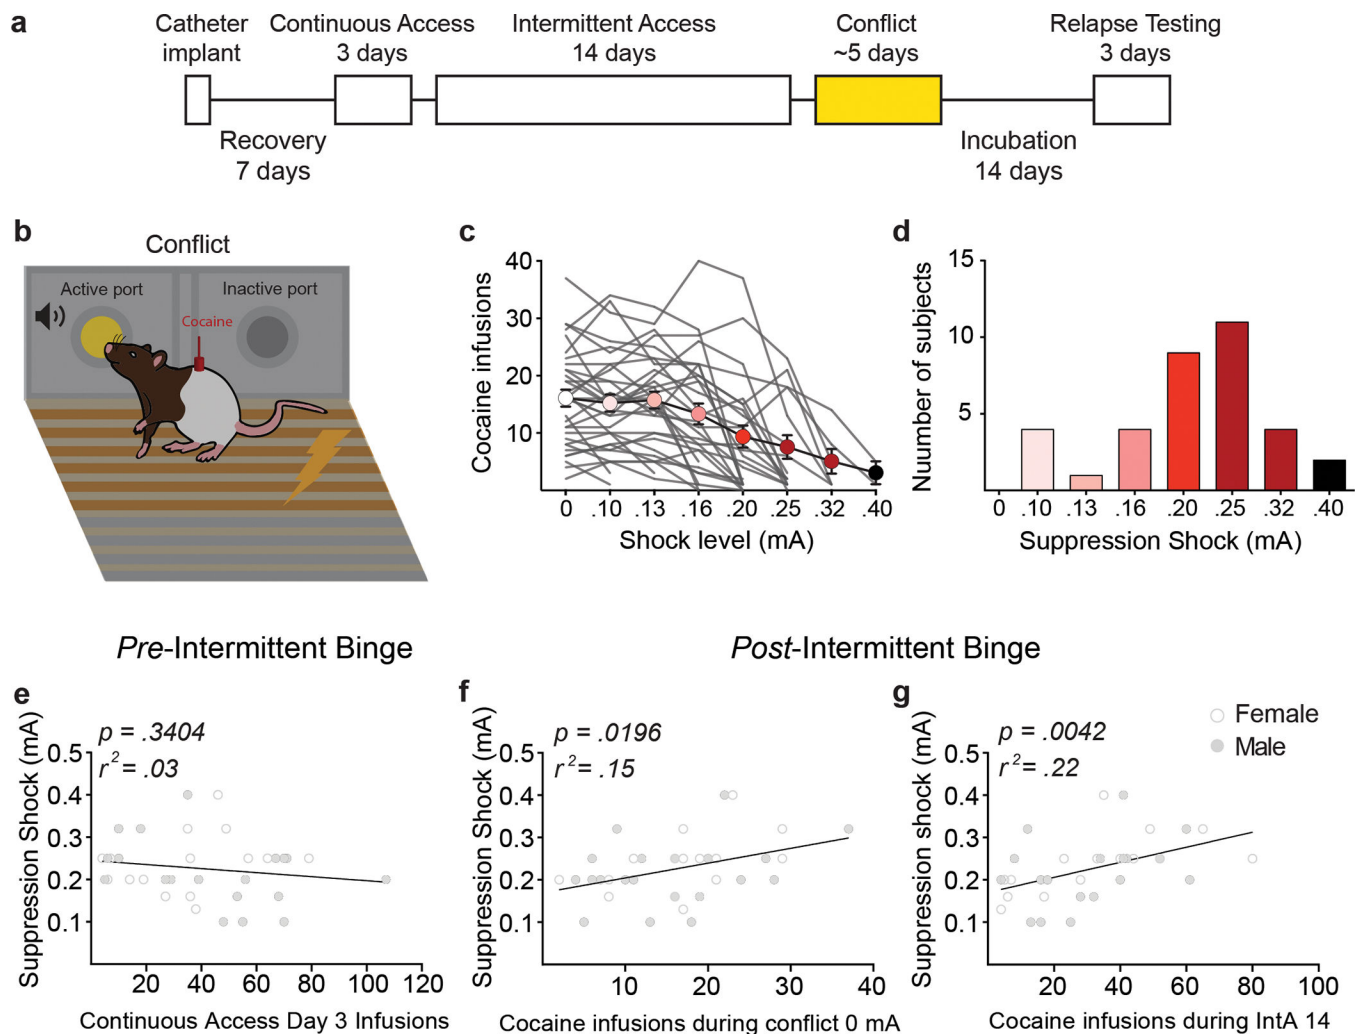 a
Catheter
implant
Continuous Access
3 days
Intermittent Access
14 days
Conflict
~5 days
Relapse Testing
3 days
Recovery
7 days
Incubation
14 days
b
Conflict
Active port
Inactive port
Cocaine
c
Cocaine infusions
40
30
20
10
0 .10 .13 .16 .20 .25 .32 .40
Shock level (mA)
d
Nuumber of subjects
15
10
5
0 .10 .13 .16 .20 .25 .32 .40
Suppression Shock (mA)
Pre-Intermittent Binge
Post-Intermittent Binge
e
Suppression Shock (mA)
p = .3404
r² = .03
0.5
0.4
0.3
0.2
0.1
20 40 60 80 100 120
Continuous Access Day 3 Infusions
f
Suppression Shock (mA)
p = .0196
r² = .15
0.5
0.4
0.3
0.2
0.1
10 20 30 40
Cocaine infusions during conflict 0 mA
g
Suppression shock (mA)
p = .0042
r² = .22
0.5
0.4
0.3
0.2
0.1
20 40 60 80 100
Cocaine infusions during IntA 14
Female
Male